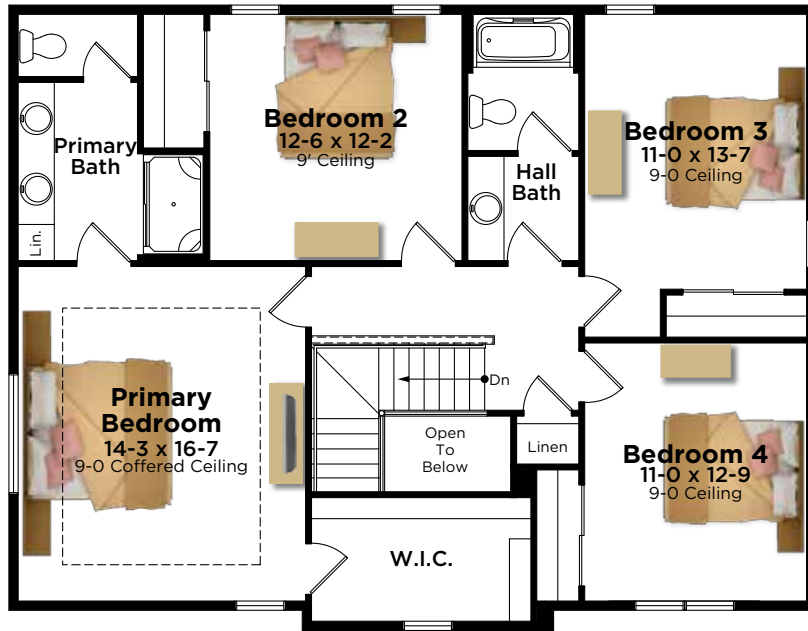 Primary
Bath
Lin.
Bedroom 2
12-6 x 12-2
9' Ceiling
Hall
Bath
Bedroom 3
11-0 x 13-7
9-0 Ceiling
Primary
Bedroom
14-3 x 16-7
9-0 Coffered Ceiling
Dn
Open
To
Below
Linen
Bedroom 4
11-0 x 12-9
9-0 Ceiling
W.I.C.